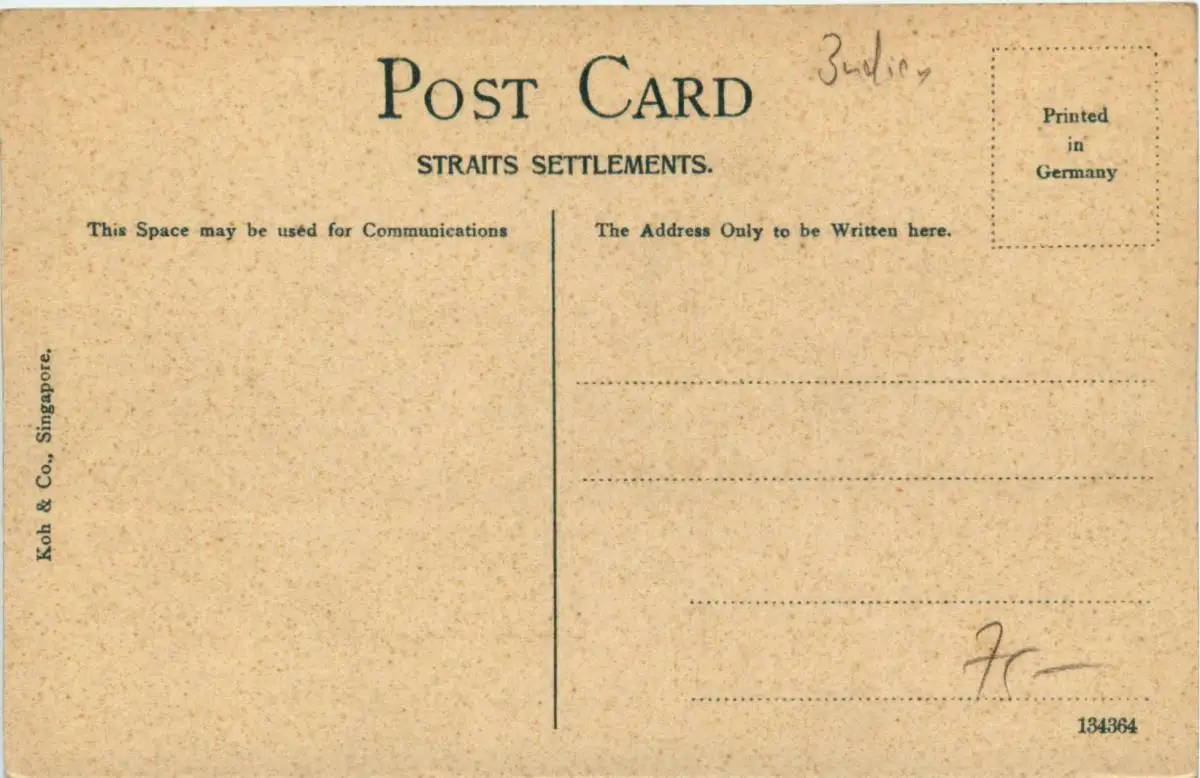 POST CARD
STRAITS SETTLEMENTS.
Printed
in
Germany
This Space may be used for Communications
The Address Only to be Written here.
Koh & Co., Singapore.
134364